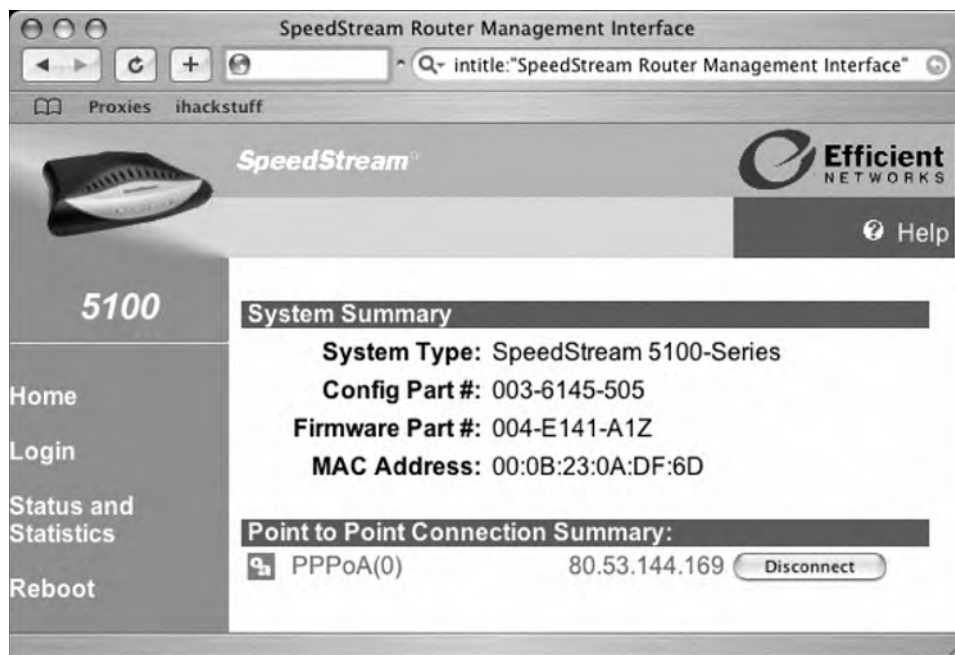 SpeedStream Router Management Interface
intitle:"SpeedStream Router Management Interface"
Proxies ihackstuff
SpeedStream®
Efficient
NETWORKS
? Help
5100
System Summary
System Type: SpeedStream 5100-Series
Config Part #: 003-6145-505
Firmware Part #: 004-E141-A1Z
MAC Address: 00:0B:23:0A:DF:6D
Home
Login
Status and
Statistics
Reboot
Point to Point Connection Summary:
PPPoA(0) 80.53.144.169 Disconnect